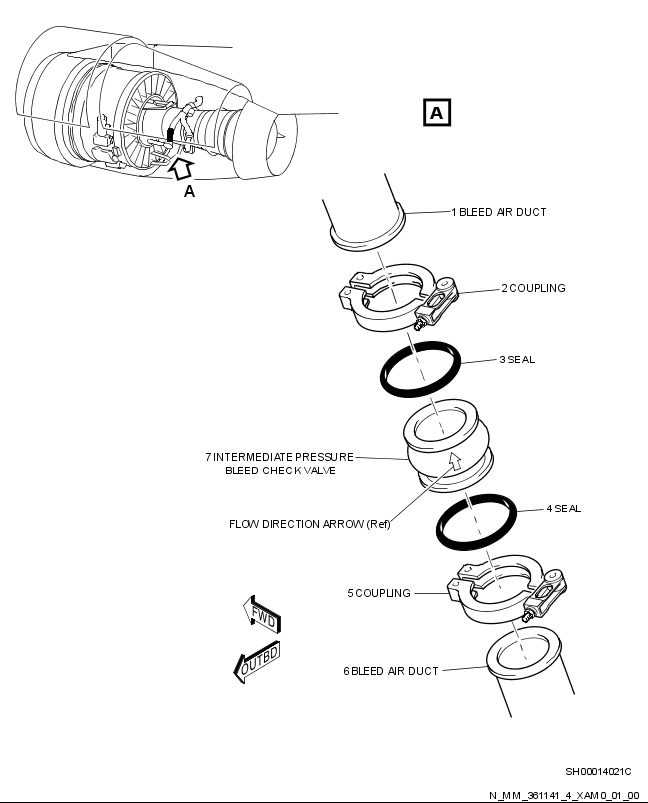 A
A
1 BLEED AIR DUCT
2 COUPLING
3 SEAL
7 INTERMEDIATE PRESSURE
BLEED CHECK VALVE
4 SEAL
FLOW DIRECTION ARROW (Ref)
5 COUPLING
FWD
OUTBD
6 BLEED AIR DUCT
SH00014021C
N_MM_361141_4_XAM0_01_00